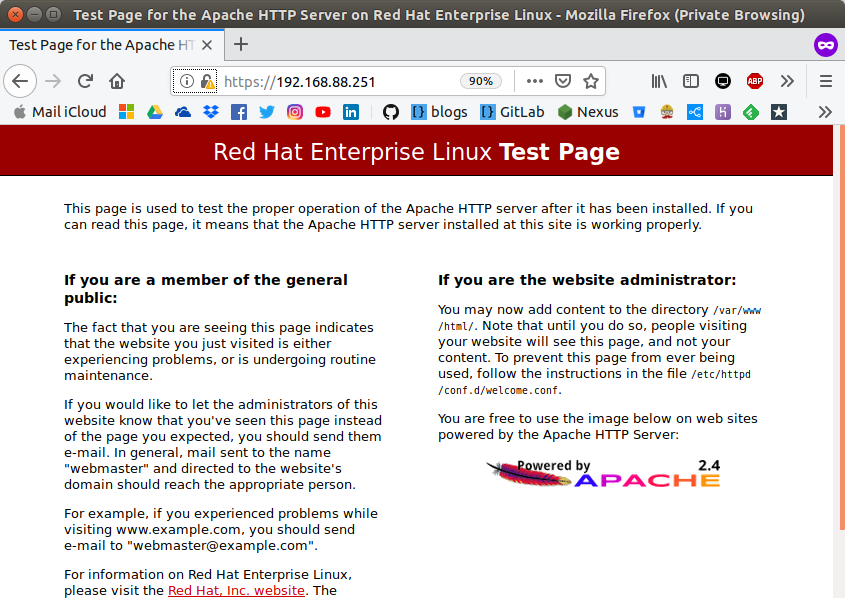 Test Page for the Apache HTTP Server on Red Hat Enterprise Linux - Mozilla Firefox (Private Browsing)
Test Page for the Apache HT
https://192.168.88.251
90%
ABP
Mail iCloud
blogs
GitLab
Nexus
Red Hat Enterprise Linux Test Page
This page is used to test the proper operation of the Apache HTTP server after it has been installed. If you
can read this page, it means that the Apache HTTP server installed at this site is working properly.
If you are a member of the general
public:
The fact that you are seeing this page indicates
that the website you just visited is either
experiencing problems, or is undergoing routine
maintenance.
If you would like to let the administrators of this
website know that you've seen this page instead
of the page you expected, you should send them
e-mail. In general, mail sent to the name
"webmaster" and directed to the website's
domain should reach the appropriate person.
For example, if you experienced problems while
visiting www.example.com, you should send
e-mail to "webmaster@example.com".
For information on Red Hat Enterprise Linux,
please visit the Red Hat, Inc. website. The
If you are the website administrator:
You may now add content to the directory /var/www
/html/. Note that until you do so, people visiting
your website will see this page, and not your
content. To prevent this page from ever being
used, follow the instructions in the file /etc/httpd
/conf.d/welcome.conf.
You are free to use the image below on web sites
powered by the Apache HTTP Server:
Powered by 2.4
APACHE